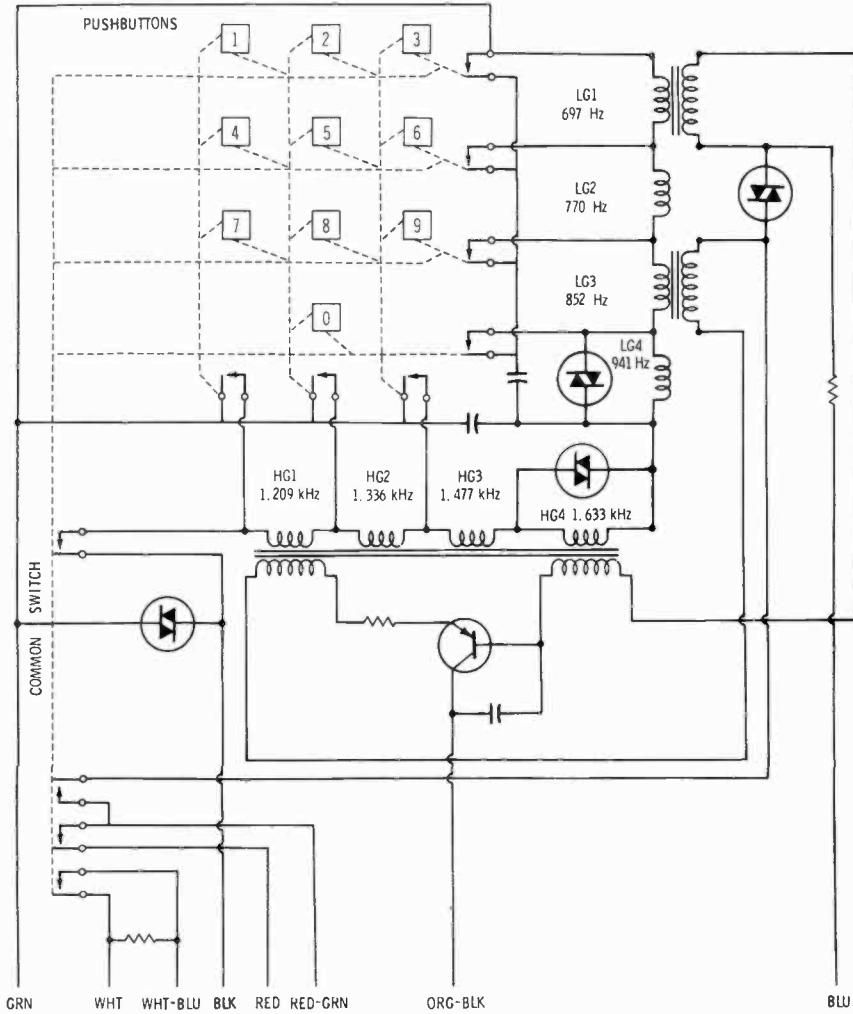 PUSHBUTTONS
1 2 3
LG1
697 Hz
4 5 6
LG2
770 Hz
7 8 9
LG3
852 Hz
0
LG4
941 Hz
HG1
1.209 kHz
HG2
1.336 kHz
HG3
1.477 kHz
HG4 1.633 kHz
COMMON SWITCH
GRN WHT WHT-BLU BLK RED RED-GRN ORG-BLK BLU